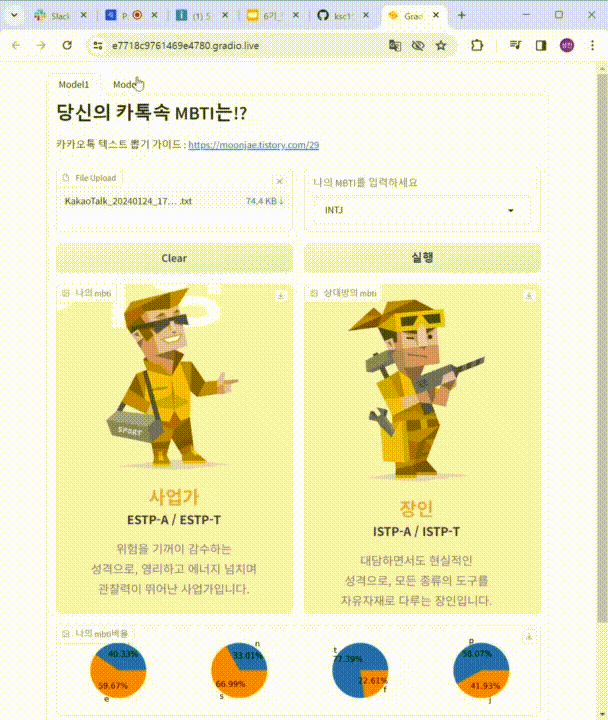 Slack
(1) 5
6기_
ksc1
Grad
e7718c9761469e4780.gradio.live
Model1
당신의 카톡속 MBTI는!?
카카오톡 텍스트 뽑기 가이드 : https://moonjae.tistory.com/29
File Upload
KakaoTalk_20240124_17... .txt 74.4 KB ↓
나의 MBTI를 입력하세요
INTJ
Clear
실행
나의 mbti
SPORT
사업가
ESTP-A / ESTP-T
위험을 기꺼이 감수하는
성격으로, 영리하고 에너지 넘치며
관찰력이 뛰어난 사업가입니다.
상대방의 mbti
장인
ISTP-A / ISTP-T
대담하면서도 현실적인
성격으로, 모든 종류의 도구를
자유자재로 다루는 장인입니다.
나의 mbti비율
40.33%
59.67%
e
n
33.01%
66.99%
s
t
77.39%
22.61%
f
p
58.07%
41.93%
j